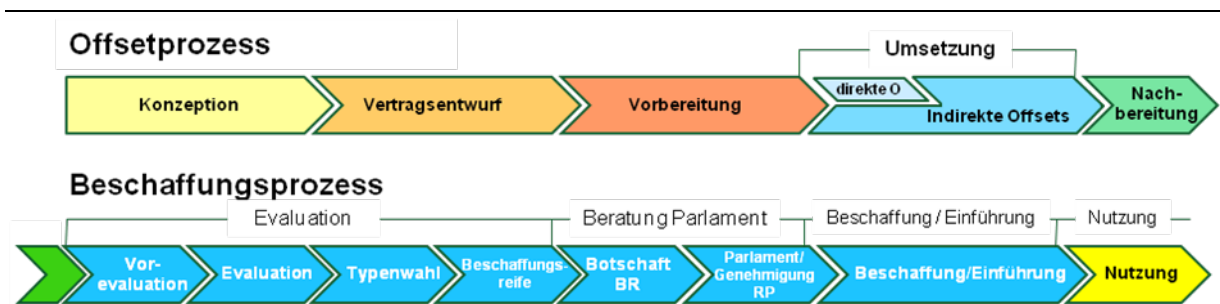 Offsetprozess
Umsetzung
Konzeption
Vertragsentwurf
Vorbereitung
direkte O
Indirekte Offsets
Nach-
bereitung
Beschaffungsprozess
Evaluation
Beratung Parlament
Beschaffung / Einführung
Nutzung
Vor-
evaluation
Evaluation
Typenwahl
Beschaffungs-
reife
Botschaft
BR
Parlament/
Genehmigung
RP
Beschaffung/Einführung
Nutzung